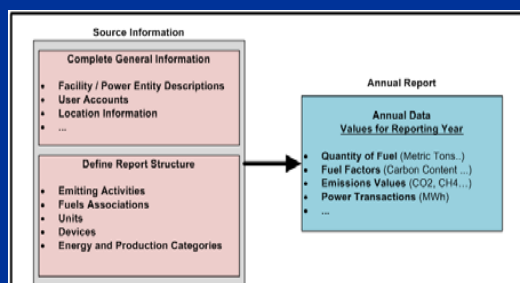 Source Information
Complete General Information
• Facility / Power Entity Descriptions
• User Accounts
• Location Information
• ...
Define Report Structure
• Emitting Activities
• Fuels Associations
• Units
• Devices
• Energy and Production Categories
Annual Report
Annual Data
Values for Reporting Year
• Quantity of Fuel (Metric Tons..)
• Fuel Factors (Carbon Content ...)
• Emissions Values (CO2, CH4...)
• Power Transactions (MWh)
• ...